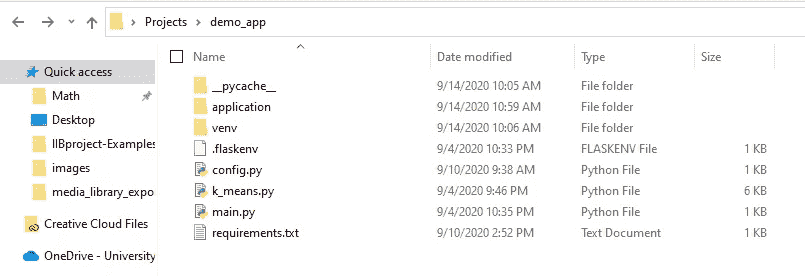 Projects > demo_app
Name Date modified Type Size
Quick access
Math
Desktop
IIBproject-Examples
images
media_library_expo
Creative Cloud Files
OneDrive - University
__pycache__ 9/14/2020 10:05 AM File folder
application 9/14/2020 10:59 AM File folder
venv 9/14/2020 10:06 AM File folder
.flaskenv 9/4/2020 10:33 PM FLASKENV File 1 KB
config.py 9/10/2020 9:38 AM Python File 1 KB
k_means.py 9/4/2020 9:46 PM Python File 6 KB
main.py 9/4/2020 10:35 PM Python File 1 KB
requirements.txt 9/10/2020 2:52 PM Text Document 1 KB